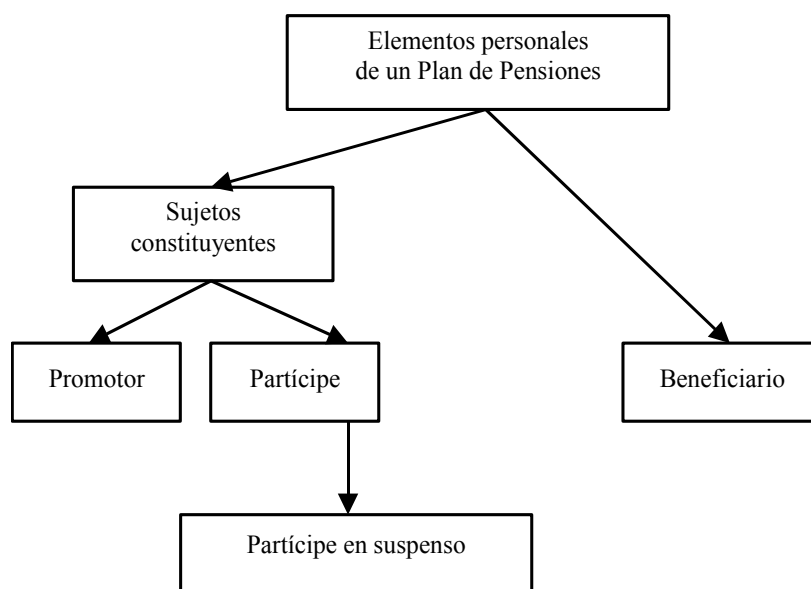 Elementos personales
de un Plan de Pensiones
Sujetos
constituyentes
Promotor
Partícipe
Beneficiario
Partícipe en suspenso